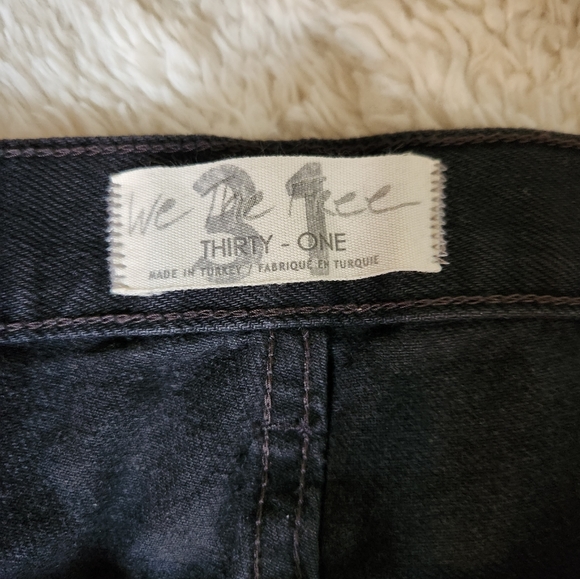 We The Free
31
THIRTY - ONE
MADE IN TURKEY / FABRIQUÉ EN TURQUIE